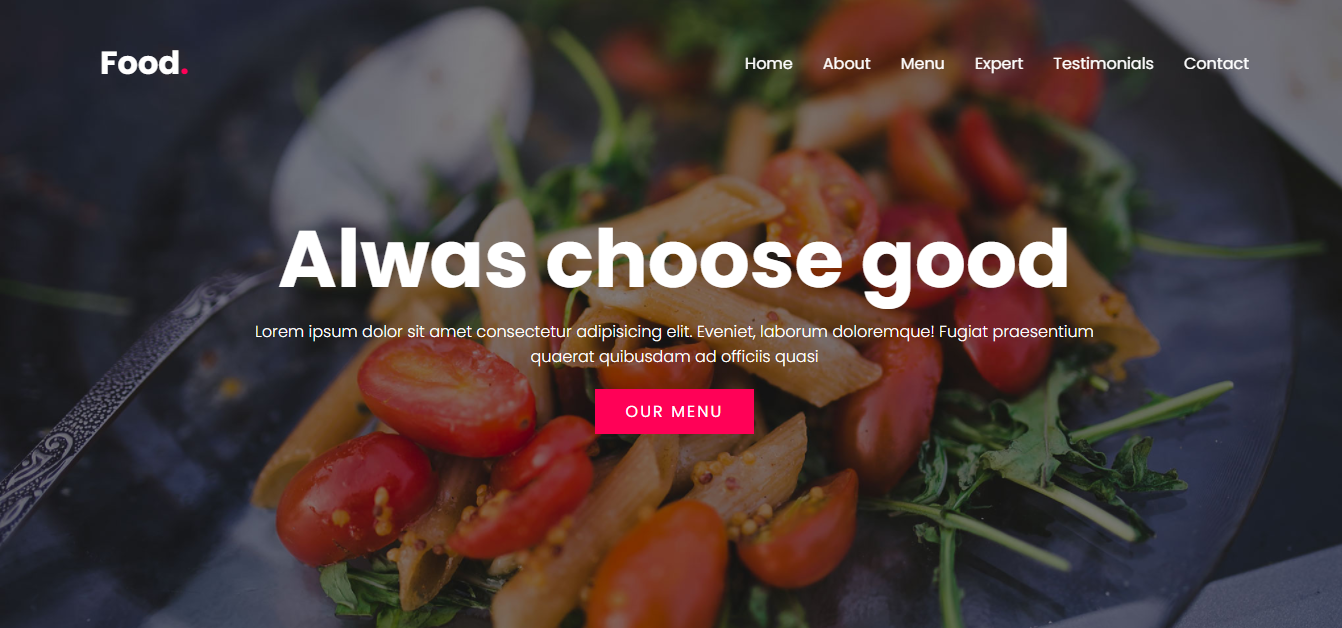 Food.
Home About Menu Expert Testimonials Contact
Alwas choose good
Lorem ipsum dolor sit amet consectetur adipisicing elit. Eveniet, laborum doloremque! Fugiat praesentium
quaerat quibusdam ad officiis quasi
OUR MENU